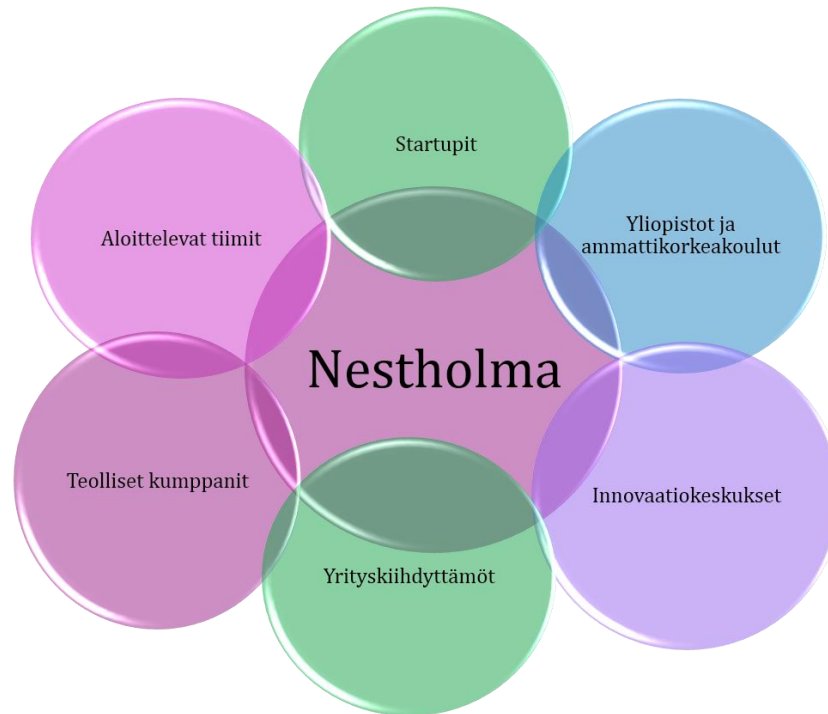 Startupit
Yliopistot ja
ammattikorkeakoulut
Aloittelevat tiimit
Nestholma
Teolliset kumppanit
Innovaatiokeskukset
Yrityskiihdyttämöt